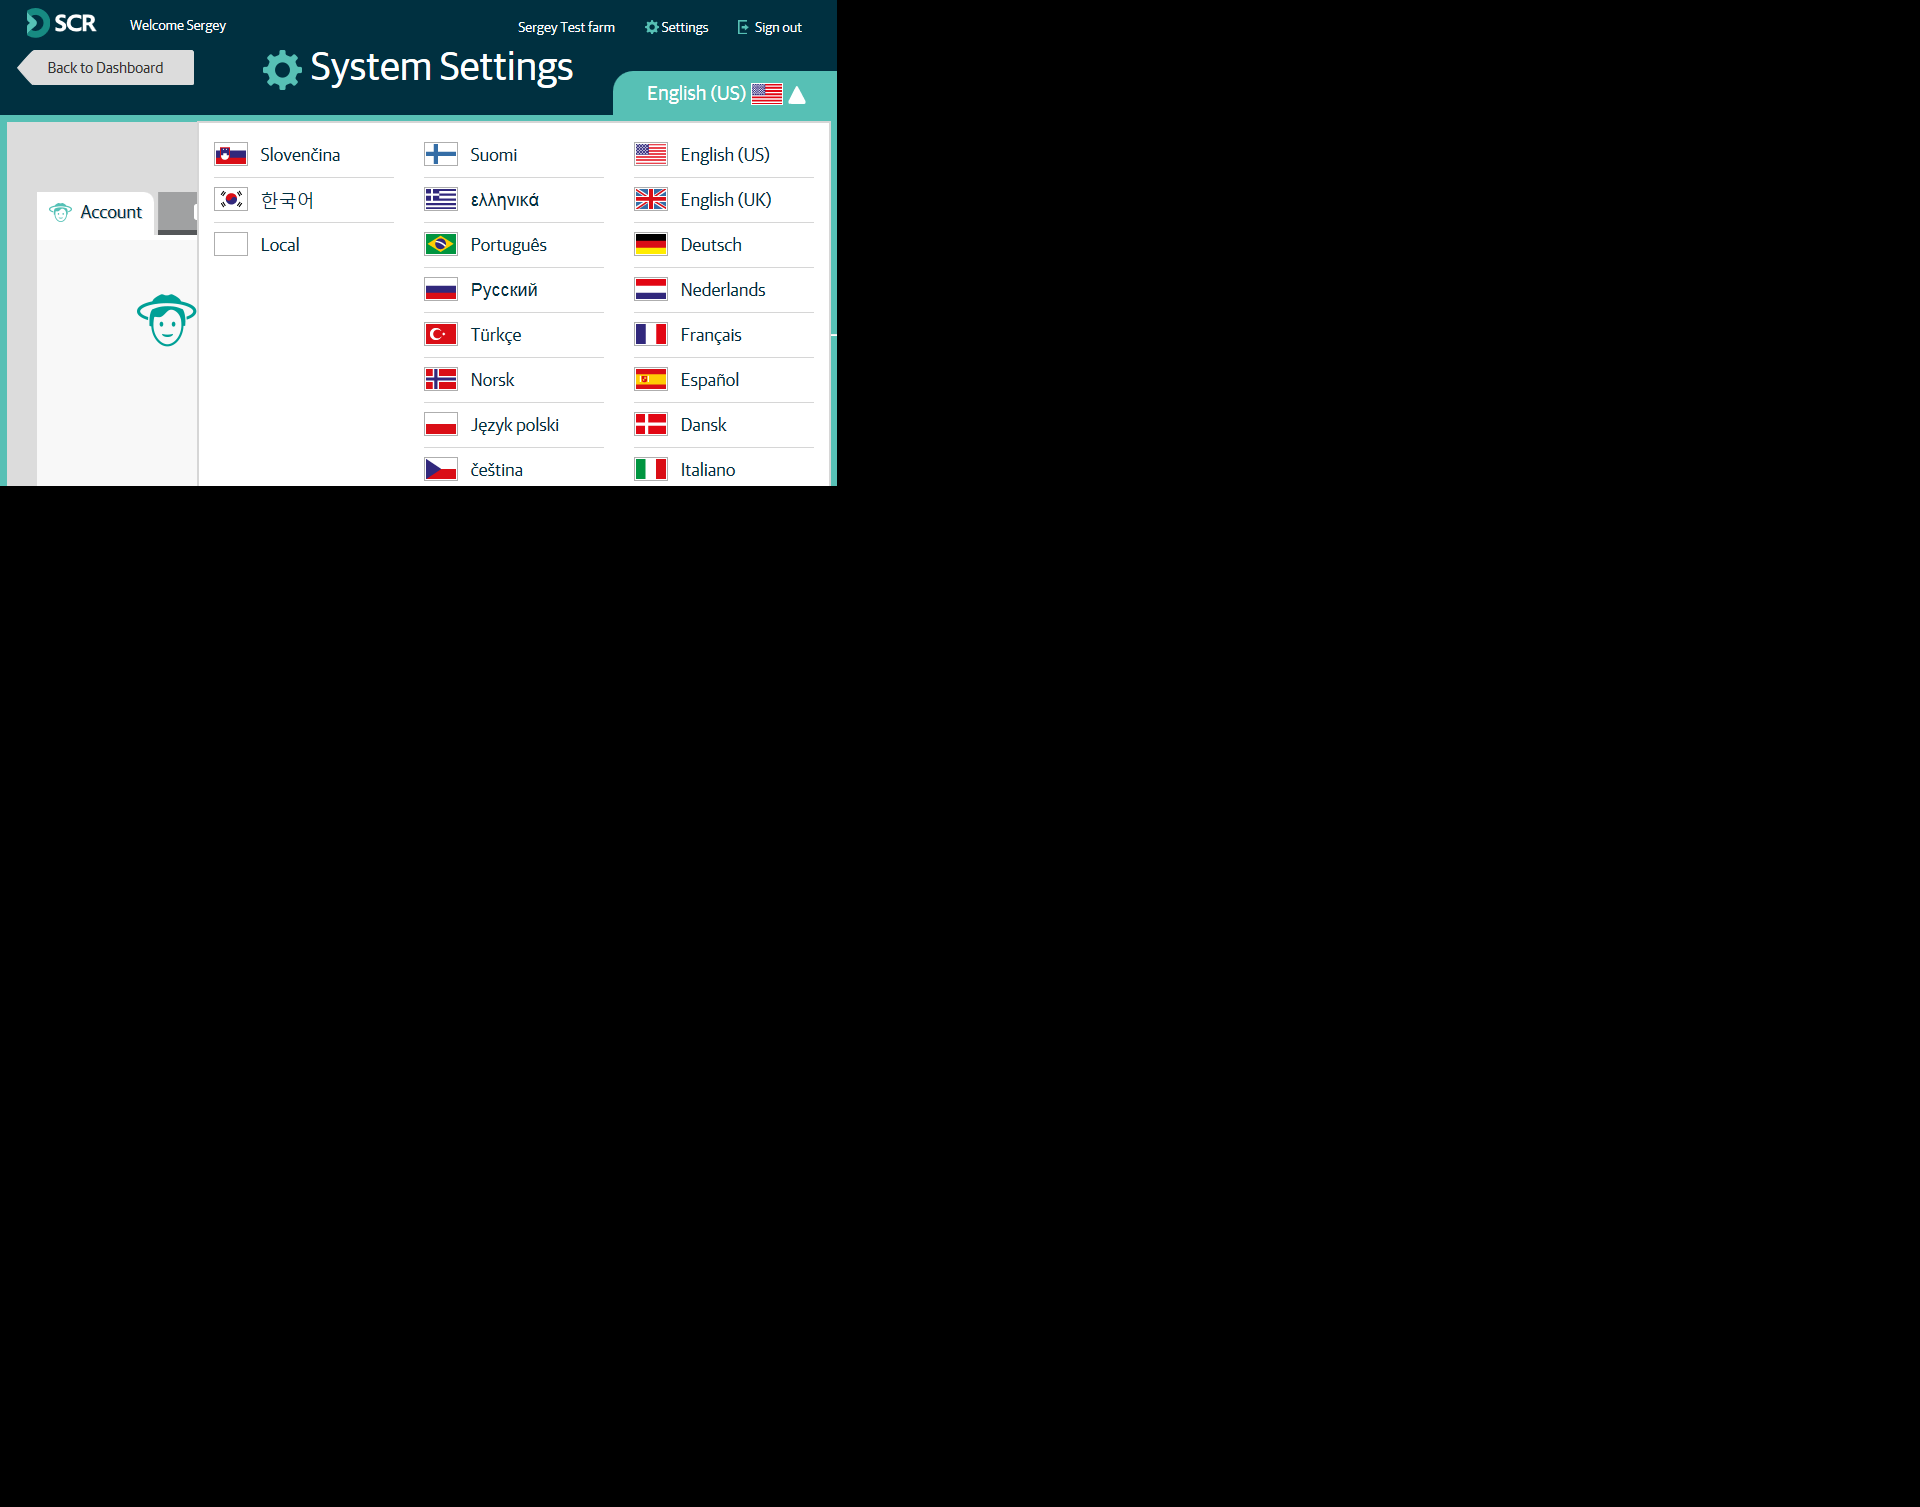 SCR
Welcome Sergey
Sergey Test farm
Settings
Sign out
Back to Dashboard
System Settings
English (US)
Account
Slovenčina
한국어
Local
Suomi
ελληνικά
Português
Русский
Türkçe
Norsk
Język polski
čeština
English (US)
English (UK)
Deutsch
Nederlands
Français
Español
Dansk
Italiano